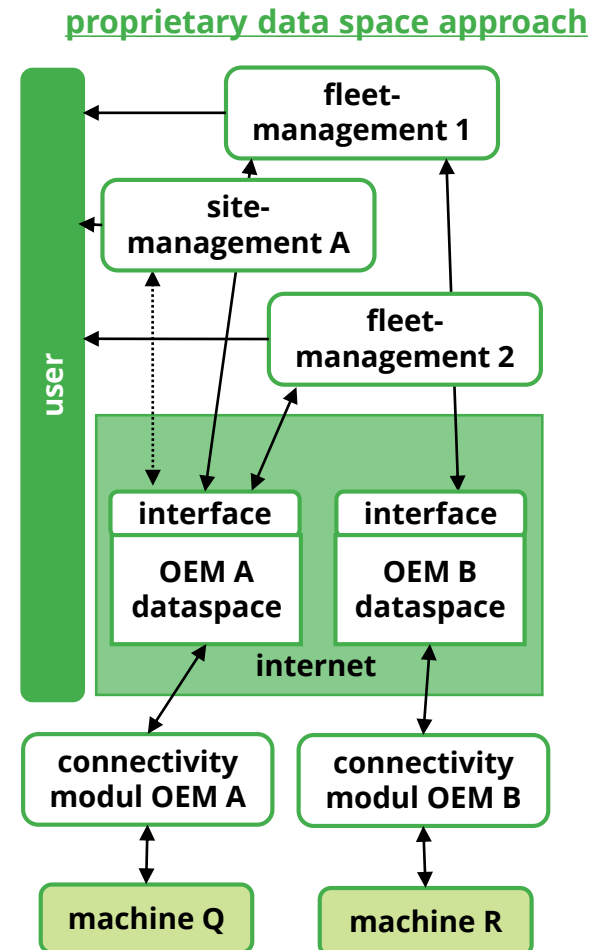 proprietary data space approach
fleet-
management 1
site-
management A
fleet-
management 2
user
interface
interface
OEM A
dataspace
OEM B
dataspace
internet
connectivity
modul OEM A
connectivity
modul OEM B
machine Q
machine R